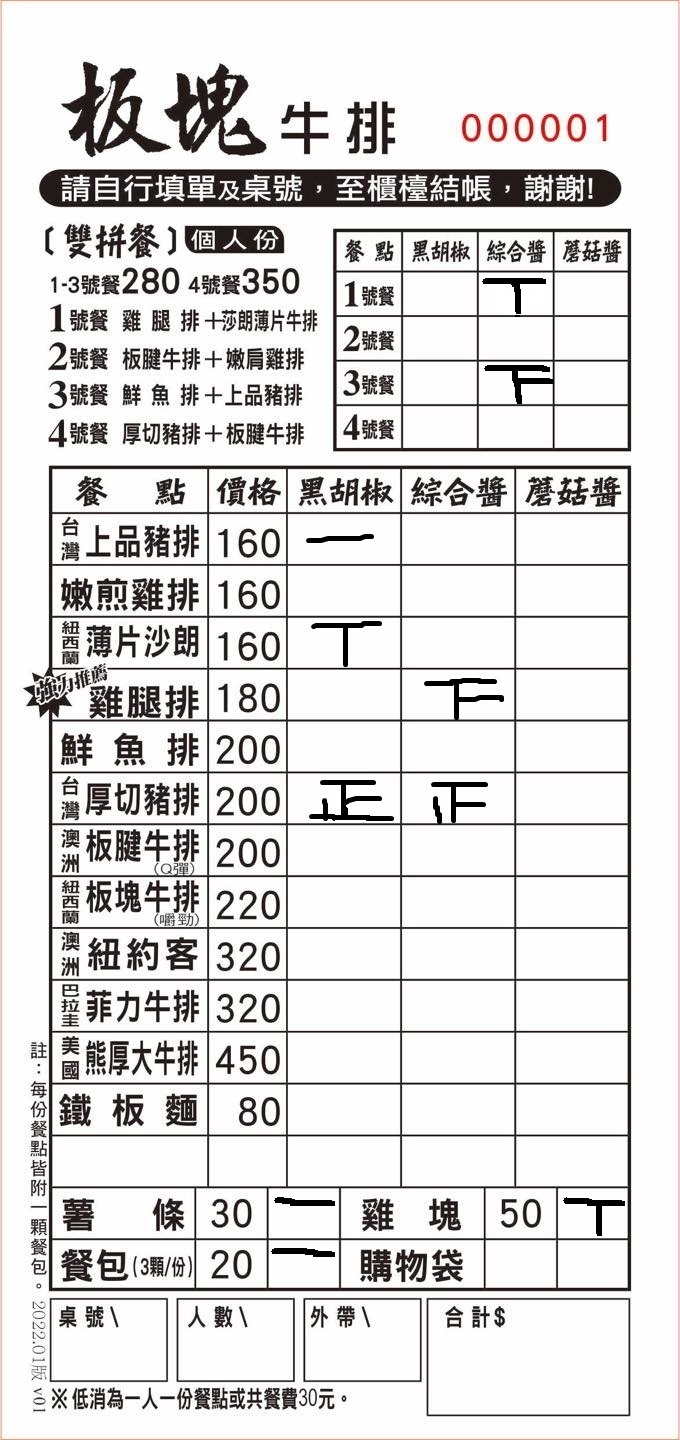 板塊牛排 000001
請自行填單及桌號，至櫃檯結帳，謝謝!
〔雙拼餐〕個人份
1-3號餐280 4號餐350
1號餐 雞腿排＋莎朗薄片牛排
2號餐 板腱牛排＋嫩肩雞排
3號餐 鮮魚排＋上品豬排
4號餐 厚切豬排＋板腱牛排
餐點 黑胡椒 綜合醬 蘑菇醬
1號餐 丅
2號餐
3號餐 下
4號餐
餐點 價格 黑胡椒 綜合醬 蘑菇醬
台灣 上品豬排 160 一
嫩煎雞排 160
紐西蘭 薄片沙朗 160 丅
強力推薦 雞腿排 180 下
鮮魚排 200
台灣 厚切豬排 200 正 𤴓
澳洲 板腱牛排 (Q彈) 200
紐西蘭 板塊牛排 (嚼勁) 220
澳洲 紐約客 320
巴拉圭 菲力牛排 320
美國 熊厚大牛排 450
鐵板麵 80
薯條 30 一 雞塊 50 丅
餐包(3顆/份) 20 一 購物袋
註：每份餐點皆附一顆餐包。 2022.01版 v01
桌號\ 人數\ 外帶\ 合計$
※低消為一人一份餐點或共餐費30元。